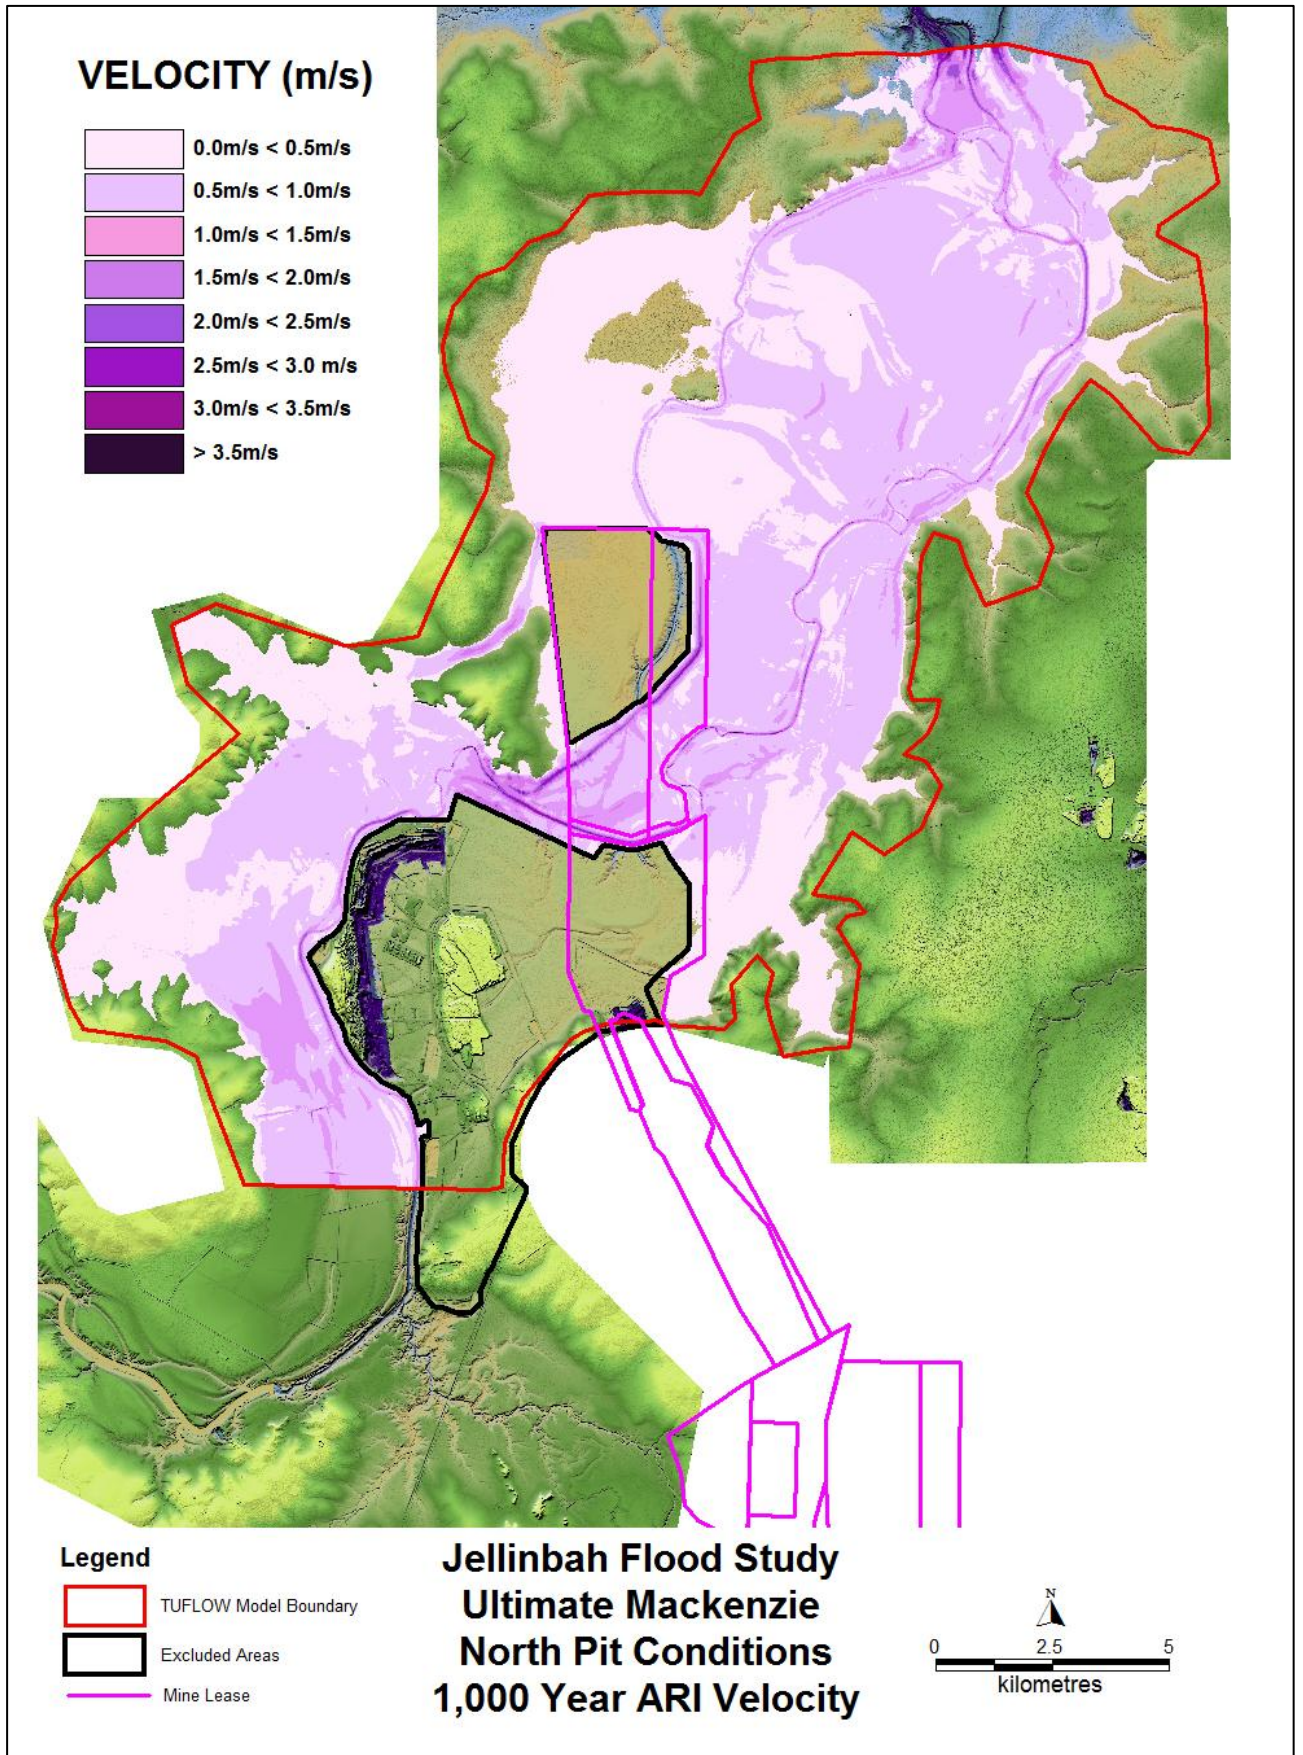 VELOCITY (m/s)
0.0m/s < 0.5m/s
0.5m/s < 1.0m/s
1.0m/s < 1.5m/s
1.5m/s < 2.0m/s
2.0m/s < 2.5m/s
2.5m/s < 3.0 m/s
3.0m/s < 3.5m/s
> 3.5m/s
Legend
TUFLOW Model Boundary
Excluded Areas
Mine Lease
Jellinbah Flood Study
Ultimate Mackenzie
North Pit Conditions
1,000 Year ARI Velocity
N
0 2.5 5
kilometres